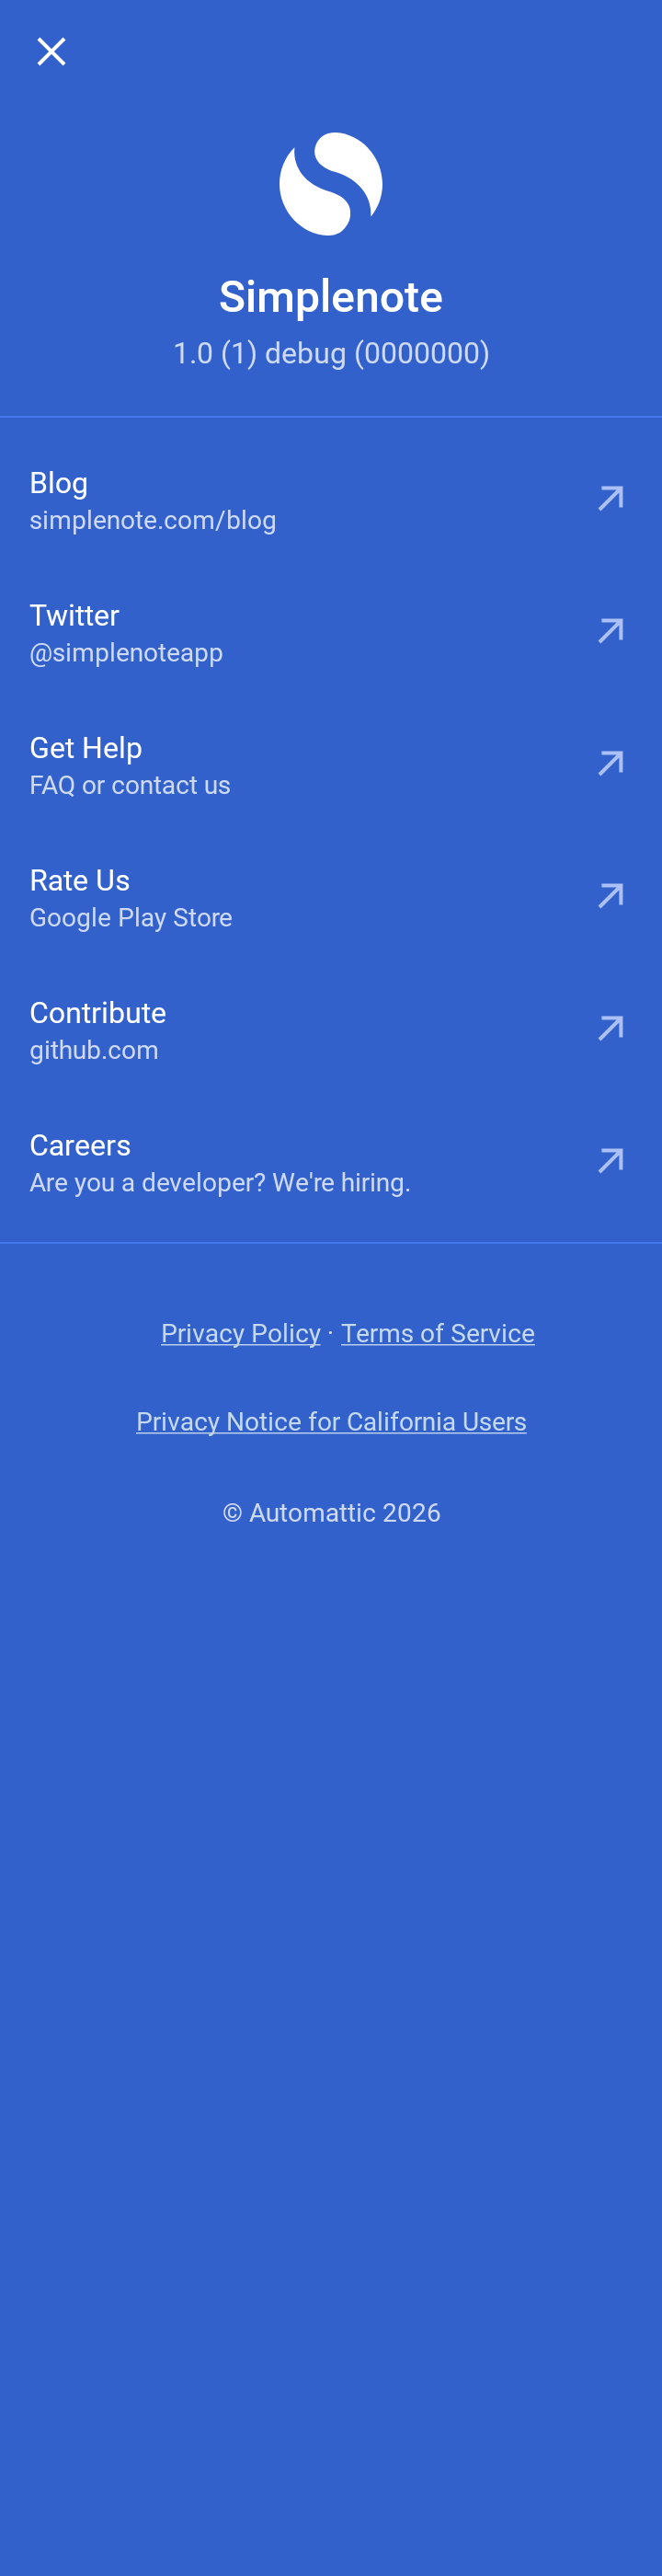 Simplenote
1.0 (1) debug (0000000)
Blog
simplenote.com/blog
Twitter
@simplenoteapp
Get Help
FAQ or contact us
Rate Us
Google Play Store
Contribute
github.com
Careers
Are you a developer? We're hiring.
Privacy Policy · Terms of Service
Privacy Notice for California Users
© Automattic 2026